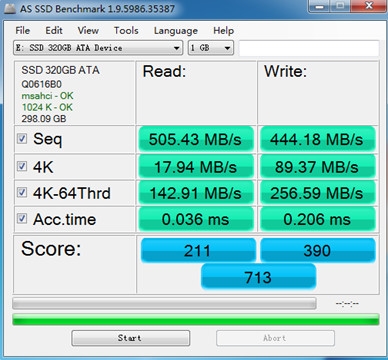 AS SSD Benchmark 1.9.5986.35387
File Edit View Tools Language Help
E: SSD 320GB ATA Device 1 GB
SSD 320GB ATA
Q0616B0
msahci - OK
1024 K - OK
298.09 GB
Read: Write:
Seq 505.43 MB/s 444.18 MB/s
4K 17.94 MB/s 89.37 MB/s
4K-64Thrd 142.91 MB/s 256.59 MB/s
Acc.time 0.036 ms 0.206 ms
Score: 211 390
713
--:--:--
Start Abort